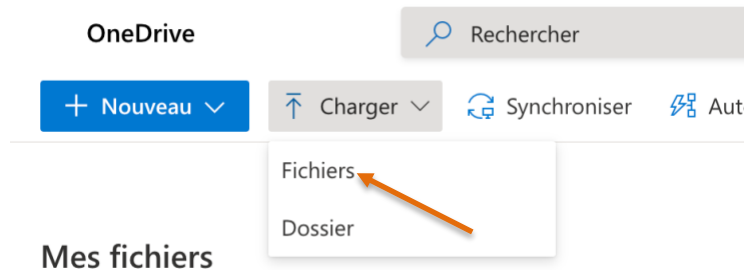 OneDrive
Rechercher
Nouveau
Charger
Synchroniser
Fichiers
Dossier
Mes fichiers